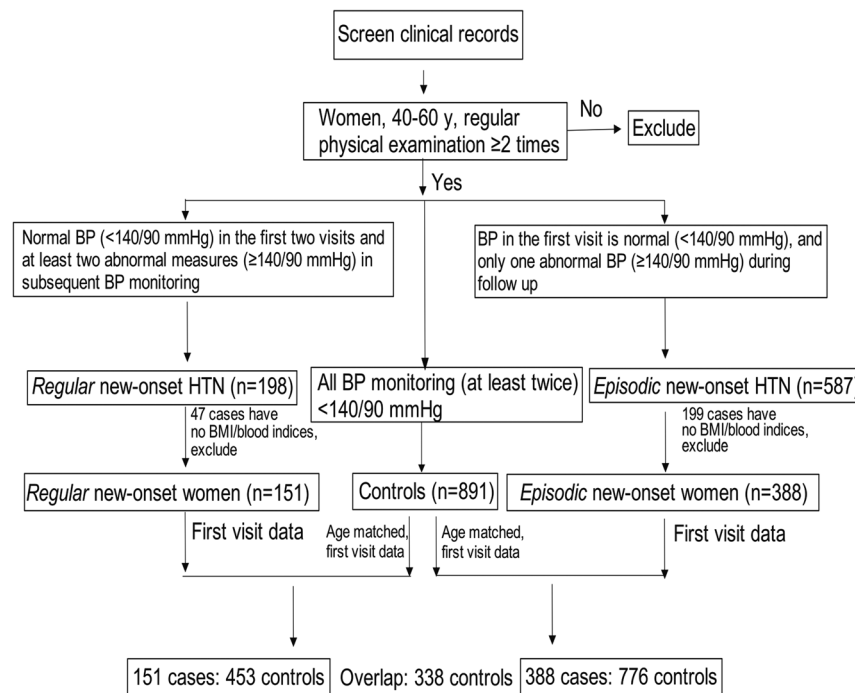 Screen clinical records
Women, 40-60 y, regular
physical examination ≥2 times
No
Exclude
Yes
Normal BP (<140/90 mmHg) in the first two visits and
at least two abnormal measures (≥140/90 mmHg) in
subsequent BP monitoring
BP in the first visit is normal (<140/90 mmHg), and
only one abnormal BP (≥140/90 mmHg) during
follow up
Regular new-onset HTN (n=198)
All BP monitoring (at least twice)
<140/90 mmHg
Episodic new-onset HTN (n=587)
47 cases have
no BMI/blood indices,
exclude
199 cases have
no BMI/blood indices,
exclude
Regular new-onset women (n=151)
Controls (n=891)
Episodic new-onset women (n=388)
First visit data
Age matched,
first visit data
Age matched,
first visit data
First visit data
151 cases: 453 controls
Overlap: 338 controls
388 cases: 776 controls